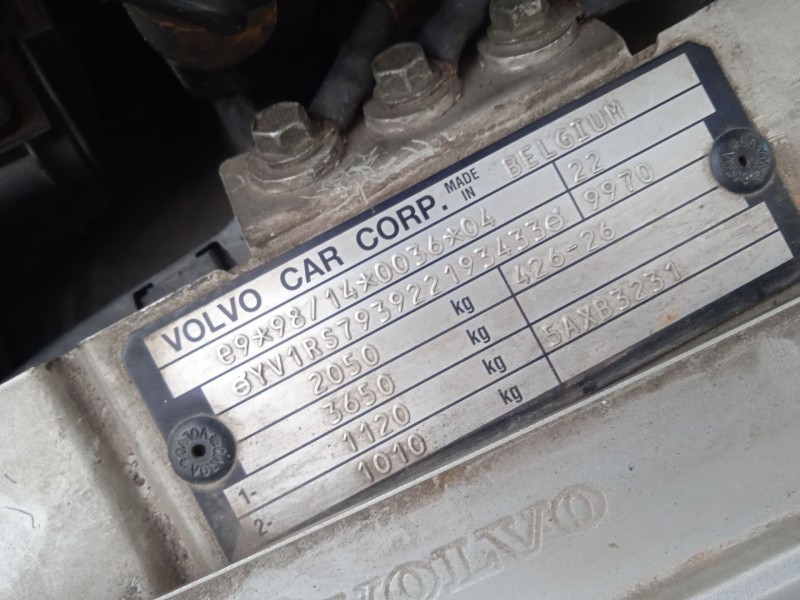 VOLVO CAR CORP. MADE IN BELGIUM
e9*98/14*0036*04 22
YV1RS793922193433 9970
2050 kg 426-26
3650 kg 5AXB3231
1- 1120 kg
2- 1010 kg
VOLVO
VOLVO